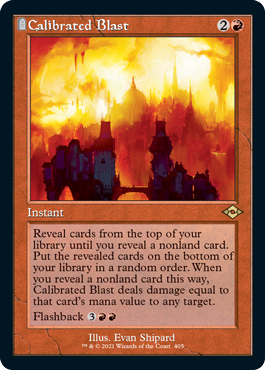 Calibrated Blast 2
Instant
Reveal cards from the top of your
library until you reveal a nonland card.
Put the revealed cards on the bottom of
your library in a random order. When you
reveal a nonland card this way,
Calibrated Blast deals damage equal to
that card's mana value to any target.
Flashback 3
Illus. Evan Shipard
™ & © 2021 Wizards of the Coast 405